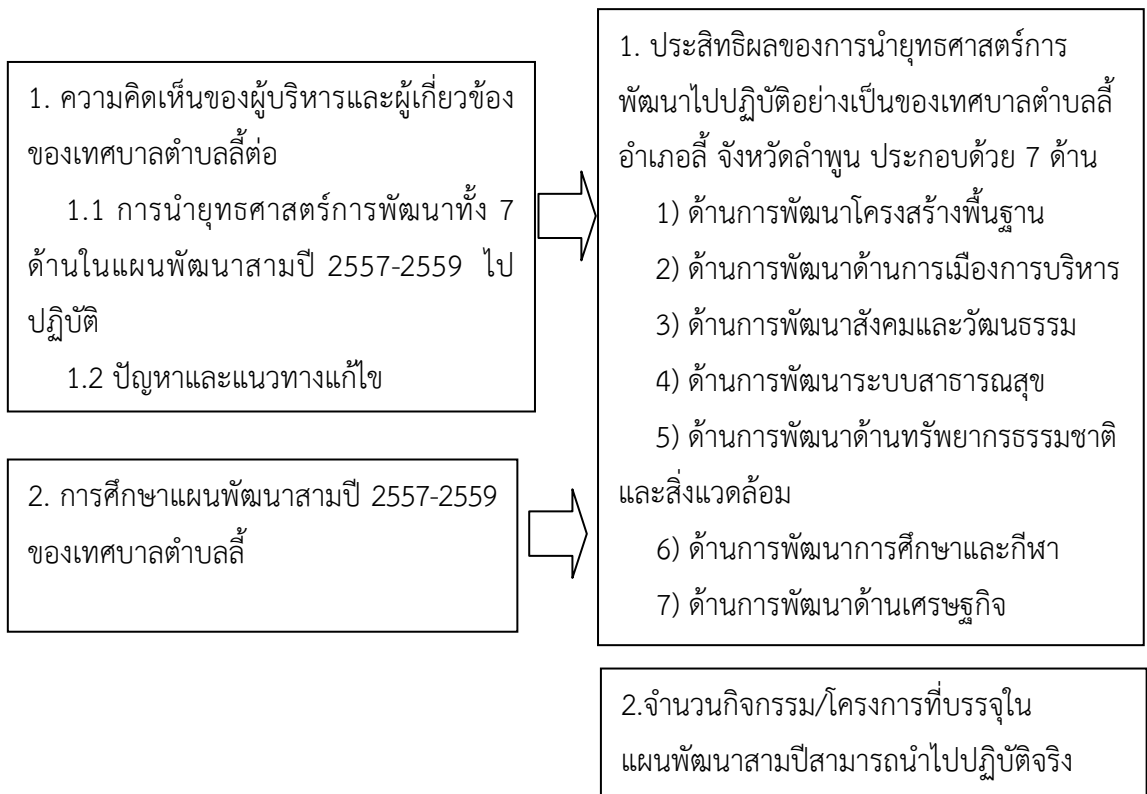 1. ความคิดเห็นของผู้บริหารและผู้เกี่ยวข้อง
ของเทศบาลตำบลลี้ต่อ
1.1 การนำยุทธศาสตร์การพัฒนาทั้ง 7
ด้านในแผนพัฒนาสามปี 2557-2559 ไป
ปฏิบัติ
1.2 ปัญหาและแนวทางแก้ไข
2. การศึกษาแผนพัฒนาสามปี 2557-2559
ของเทศบาลตำบลลี้
1. ประสิทธิผลของการนำยุทธศาสตร์การ
พัฒนาไปปฏิบัติอย่างเป็นของเทศบาลตำบลลี้
อำเภอลี้ จังหวัดลำพูน ประกอบด้วย 7 ด้าน
1) ด้านการพัฒนาโครงสร้างพื้นฐาน
2) ด้านการพัฒนาด้านการเมืองการบริหาร
3) ด้านการพัฒนาสังคมและวัฒนธรรม
4) ด้านการพัฒนาระบบสาธารณสุข
5) ด้านการพัฒนาด้านทรัพยากรธรรมชาติ
และสิ่งแวดล้อม
6) ด้านการพัฒนาการศึกษาและกีฬา
7) ด้านการพัฒนาด้านเศรษฐกิจ
2.จำนวนกิจกรรม/โครงการที่บรรจุใน
แผนพัฒนาสามปีสามารถนำไปปฏิบัติจริง